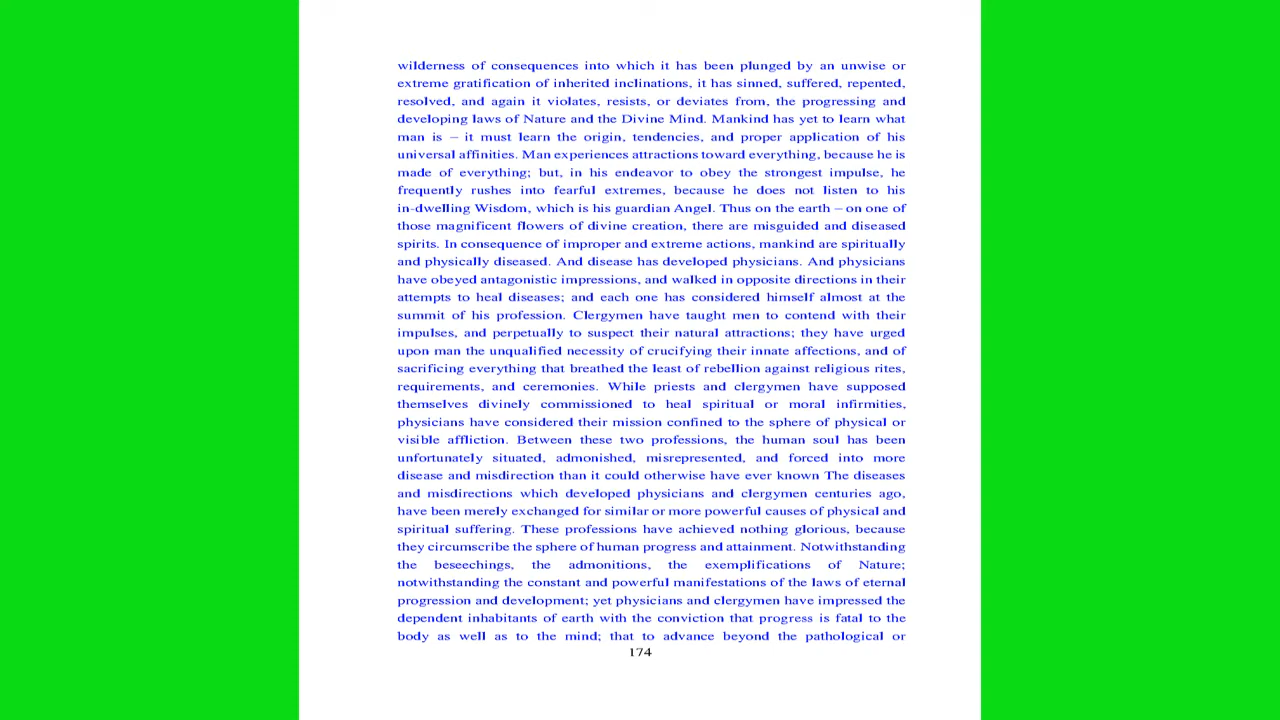 wilderness of consequences into which it has been plunged by an unwise or
extreme gratification of inherited inclinations, it has sinned, suffered, repented,
resolved, and again it violates, resists, or deviates from, the progressing and
developing laws of Nature and the Divine Mind. Mankind has yet to learn what
man is – it must learn the origin, tendencies, and proper application of his
universal affinities. Man experiences attractions toward everything, because he is
made of everything; but, in his endeavor to obey the strongest impulse, he
frequently rushes into fearful extremes, because he does not listen to his
in-dwelling Wisdom, which is his guardian Angel. Thus on the earth – on one of
those magnificent flowers of divine creation, there are misguided and diseased
spirits. In consequence of improper and extreme actions, mankind are spiritually
and physically diseased. And disease has developed physicians. And physicians
have obeyed antagonistic impressions, and walked in opposite directions in their
attempts to heal diseases; and each one has considered himself almost at the
summit of his profession. Clergymen have taught men to contend with their
impulses, and perpetually to suspect their natural attractions; they have urged
upon man the unqualified necessity of crucifying their innate affections, and of
sacrificing everything that breathed the least of rebellion against religious rites,
requirements, and ceremonies. While priests and clergymen have supposed
themselves divinely commissioned to heal spiritual or moral infirmities,
physicians have considered their mission confined to the sphere of physical or
visible affliction. Between these two professions, the human soul has been
unfortunately situated, admonished, misrepresented, and forced into more
disease and misdirection than it could otherwise have ever known The diseases
and misdirections which developed physicians and clergymen centuries ago,
have been merely exchanged for similar or more powerful causes of physical and
spiritual suffering. These professions have achieved nothing glorious, because
they circumscribe the sphere of human progress and attainment. Notwithstanding
the beseechings, the admonitions, the exemplifications of Nature;
notwithstanding the constant and powerful manifestations of the laws of eternal
progression and development; yet physicians and clergymen have impressed the
dependent inhabitants of earth with the conviction that progress is fatal to the
body as well as to the mind; that to advance beyond the pathological or
174